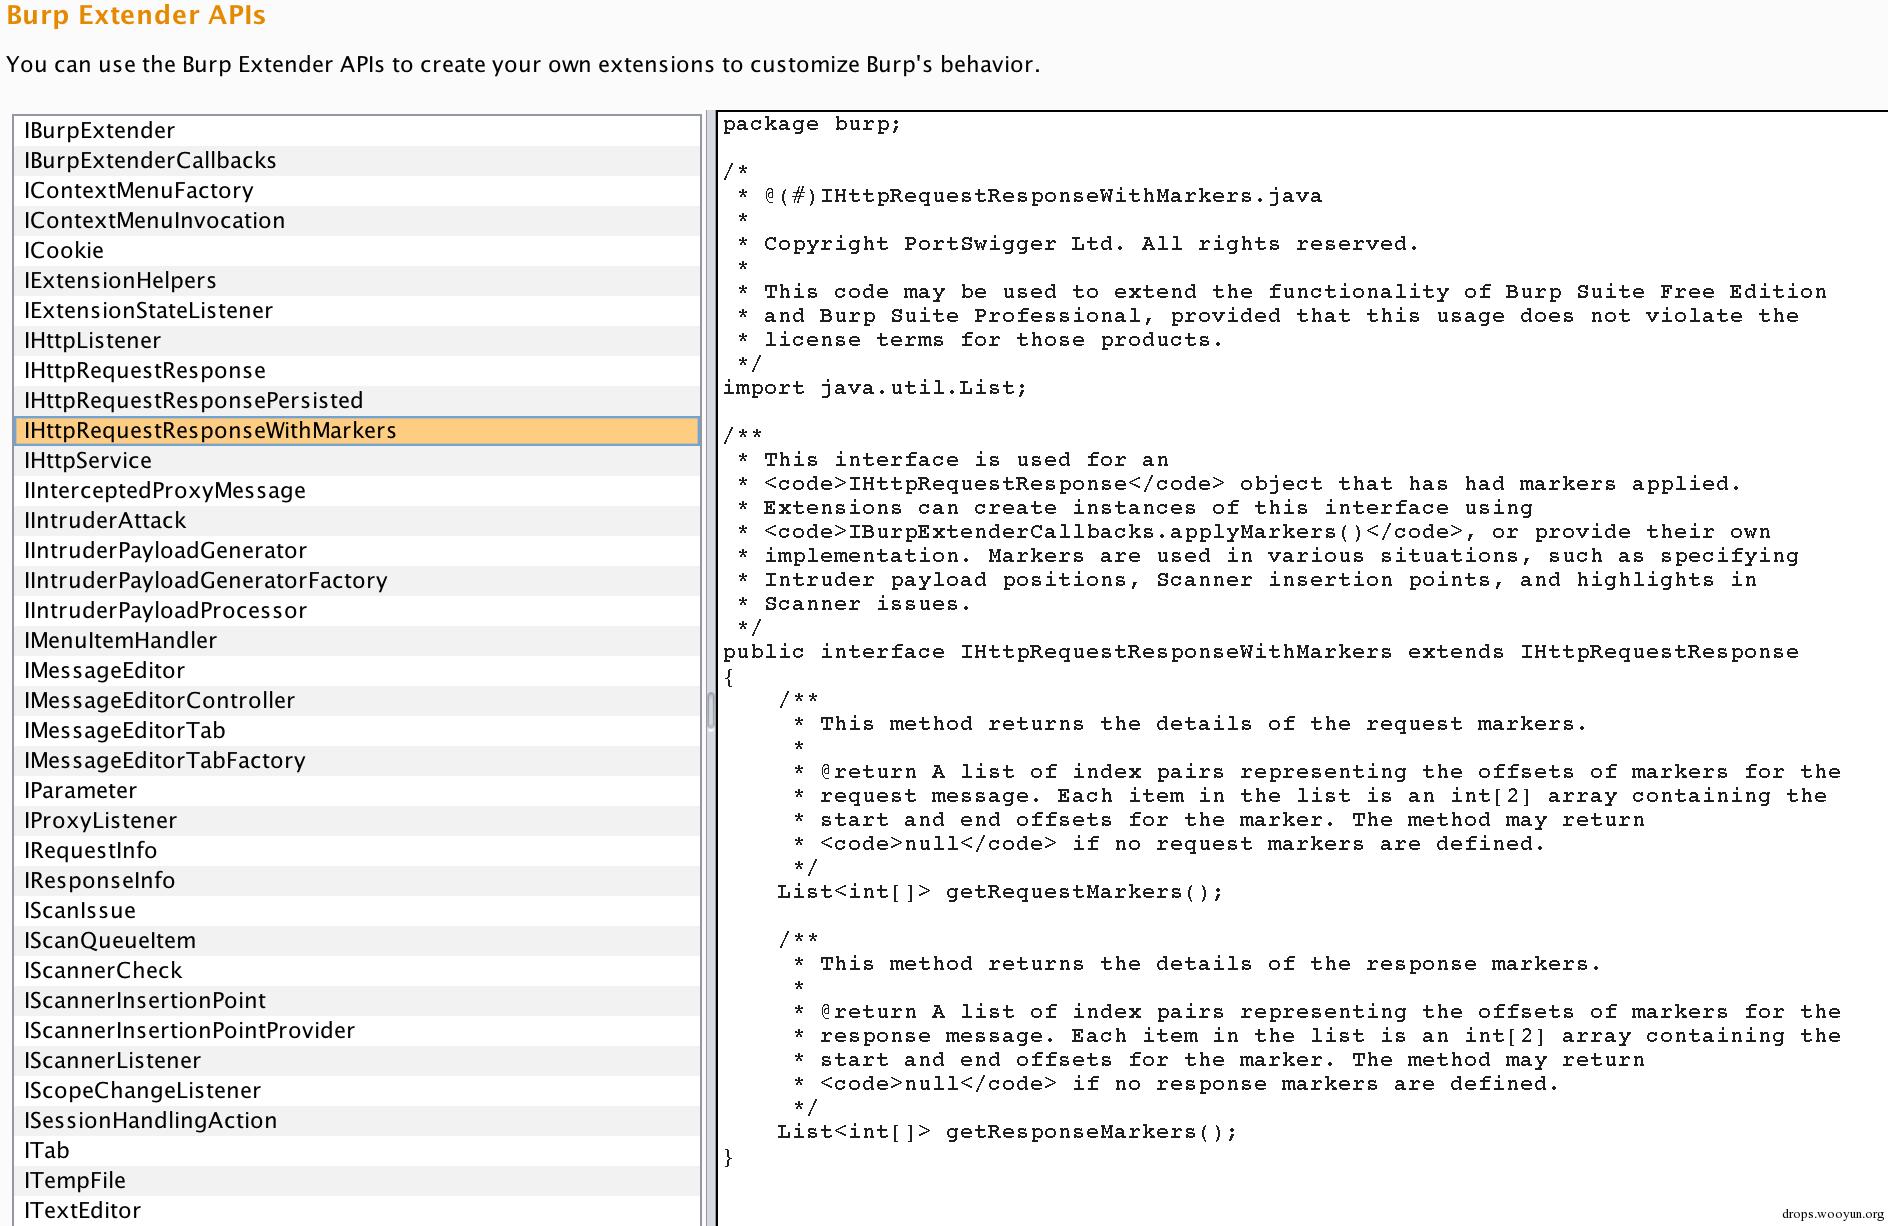 Burp Extender APIs
You can use the Burp Extender APIs to create your own extensions to customize Burp's behavior.
IBurpExtender
IBurpExtenderCallbacks
IContextMenuFactory
IContextMenuInvocation
ICookie
IExtensionHelpers
IExtensionStateListener
IHttpListener
IHttpRequestResponse
IHttpRequestResponsePersisted
IHttpRequestResponseWithMarkers
IHttpService
IInterceptedProxyMessage
IIntruderAttack
IIntruderPayloadGenerator
IIntruderPayloadGeneratorFactory
IIntruderPayloadProcessor
IMenuItemHandler
IMessageEditor
IMessageEditorController
IMessageEditorTab
IMessageEditorTabFactory
IParameter
IProxyListener
IRequestInfo
IResponseInfo
IScanIssue
IScanQueueItem
IScannerCheck
IScannerInsertionPoint
IScannerInsertionPointProvider
IScannerListener
IScopeChangeListener
ISessionHandlingAction
ITab
ITempFile
ITextEditor
package burp;
/*
 * @(#)IHttpRequestResponseWithMarkers.java
 *
 * Copyright PortSwigger Ltd. All rights reserved.
 *
 * This code may be used to extend the functionality of Burp Suite Free Edition
 * and Burp Suite Professional, provided that this usage does not violate the
 * license terms for those products.
 */
import java.util.List;
/**
 * This interface is used for an
 * <code>IHttpRequestResponse</code> object that has had markers applied.
 * Extensions can create instances of this interface using
 * <code>IBurpExtenderCallbacks.applyMarkers()</code>, or provide their own
 * implementation. Markers are used in various situations, such as specifying
 * Intruder payload positions, Scanner insertion points, and highlights in
 * Scanner issues.
 */
public interface IHttpRequestResponseWithMarkers extends IHttpRequestResponse
{
    /**
     * This method returns the details of the request markers.
     *
     * @return A list of index pairs representing the offsets of markers for the
     * request message. Each item in the list is an int[2] array containing the
     * start and end offsets for the marker. The method may return
     * <code>null</code> if no request markers are defined.
     */
    List<int[]> getRequestMarkers();
    /**
     * This method returns the details of the response markers.
     *
     * @return A list of index pairs representing the offsets of markers for the
     * response message. Each item in the list is an int[2] array containing the
     * start and end offsets for the marker. The method may return
     * <code>null</code> if no response markers are defined.
     */
    List<int[]> getResponseMarkers();
}
drops.wooyun.org